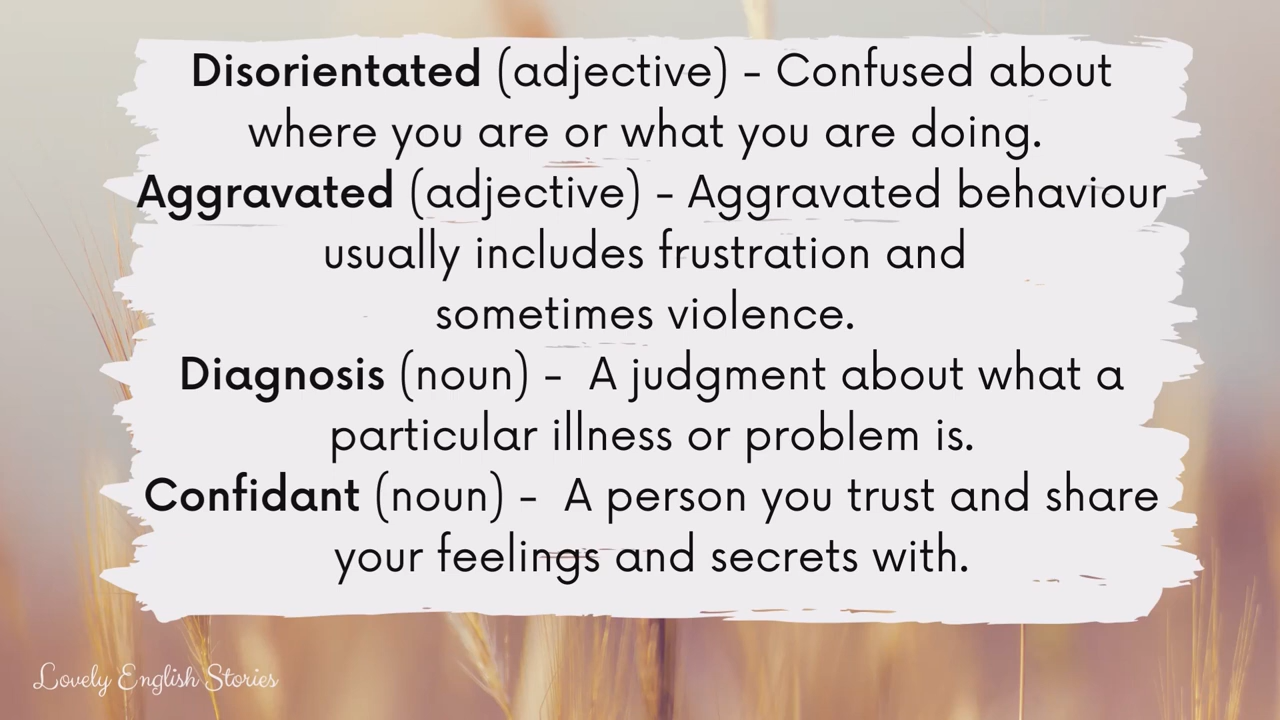 Disorientated (adjective) - Confused about
where you are or what you are doing.
Aggravated (adjective) - Aggravated behaviour
usually includes frustration and
sometimes violence.
Diagnosis (noun) - A judgment about what a
particular illness or problem is.
Confidant (noun) - A person you trust and share
your feelings and secrets with.
Lovely English Stories